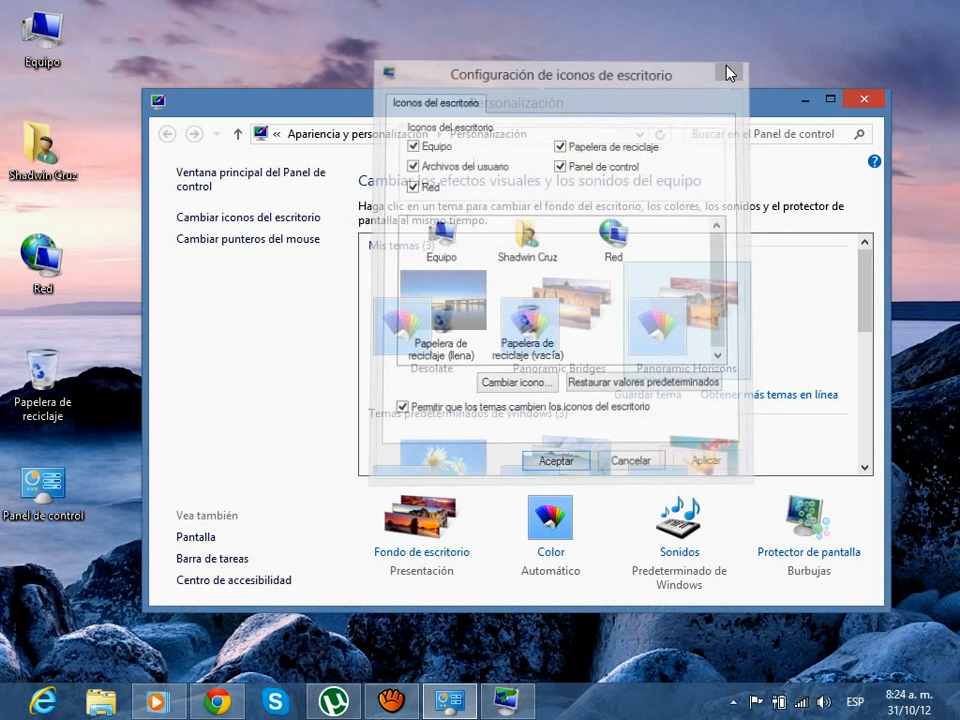 Equipo
Shadwin Cruz
Red
Papelera de
reciclaje
Panel de control
Configuración de iconos de escritorio
Iconos del escritorio
Personalización
Iconos del escritorio
Equipo
Papelera de reciclaje
Archivos del usuario
Panel de control
Red
Equipo
Shadwin Cruz
Red
Papelera de
reciclaje (llena)
Papelera de
reciclaje (vacía)
Cambiar icono...
Restaurar valores predeterminados
Permitir que los temas cambien los iconos del escritorio
Aceptar
Cancelar
Aplicar
« Apariencia y personalización
Personalización
Buscar en el Panel de control
Ventana principal del Panel de
control
Cambiar iconos del escritorio
Cambiar punteros del mouse
Cambiar los efectos visuales y los sonidos del equipo
Haga clic en un tema para cambiar el fondo del escritorio, los colores, los sonidos y el protector de
pantalla al mismo tiempo.
Mis temas (3)
Desolate
Panoramic Bridges
Panoramic Horizons
Guardar tema
Obtener más temas en línea
Temas predeterminados de Windows (3)
Vea también
Pantalla
Barra de tareas
Centro de accesibilidad
Fondo de escritorio
Presentación
Color
Automático
Sonidos
Predeterminado de
Windows
Protector de pantalla
Burbujas
ESP
8:24 a. m.
31/10/12